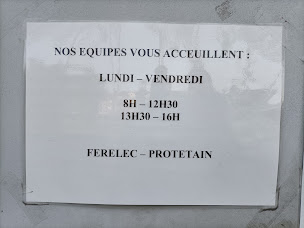 NOS EQUIPES VOUS ACCEUILLENT :
LUNDI – VENDREDI
8H – 12H30
13H30 – 16H
FERELEC – PROTETAIN